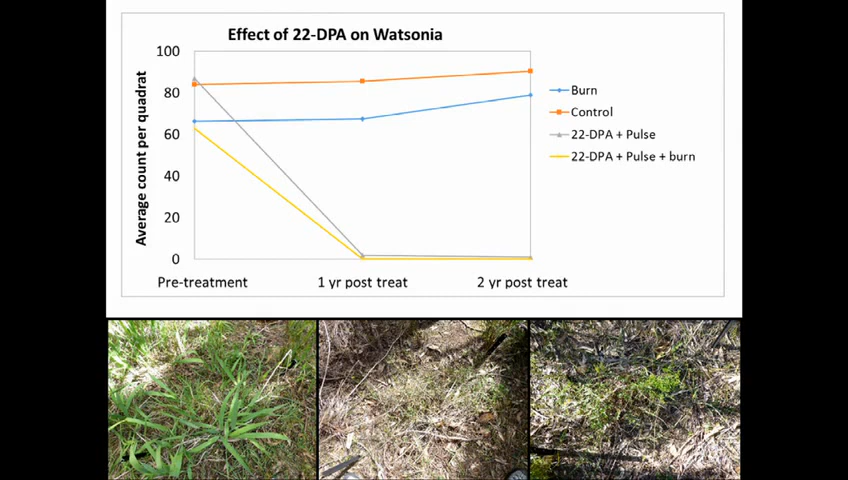 Effect of 22-DPA on Watsonia
Average count per quadrat
100
80
60
40
20
0
Pre-treatment
1 yr post treat
2 yr post treat
Burn
Control
22-DPA + Pulse
22-DPA + Pulse + burn